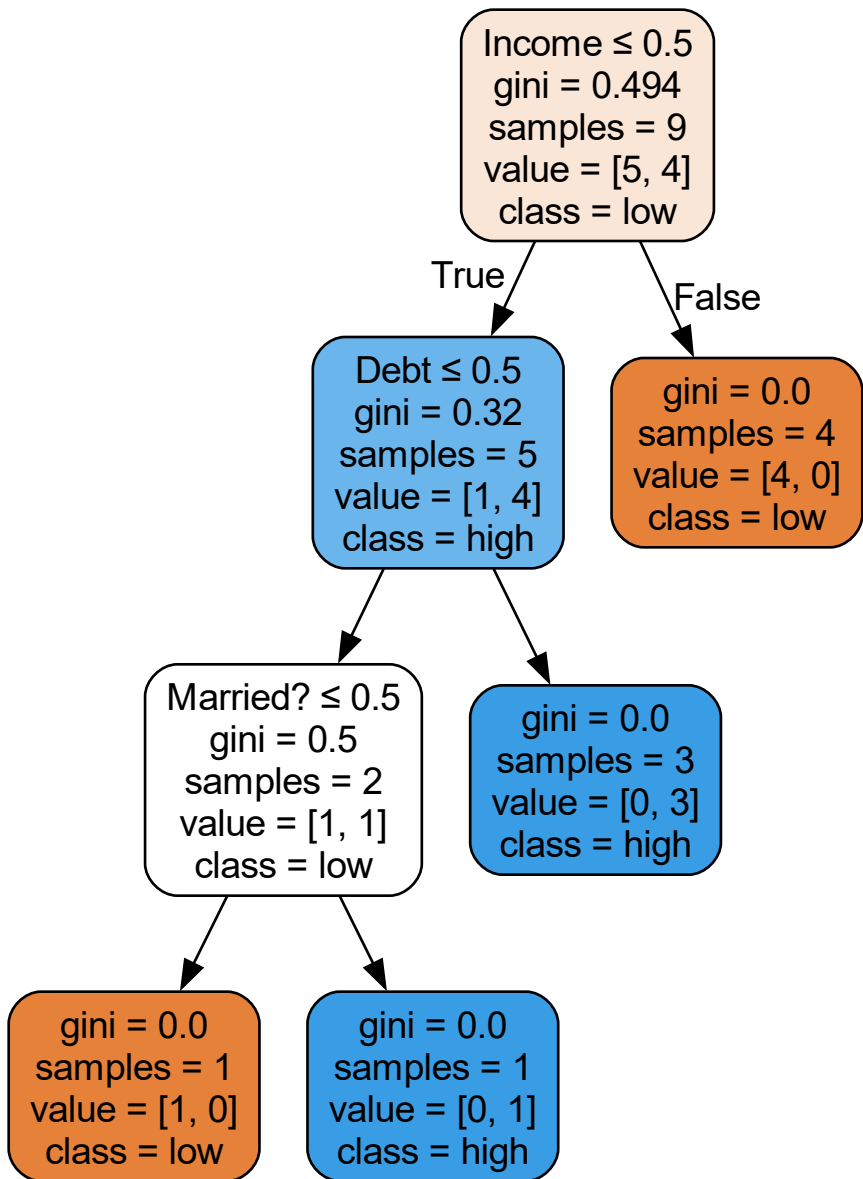 Income ≤ 0.5
gini = 0.494
samples = 9
value = [5, 4]
class = low
True
False
Debt ≤ 0.5
gini = 0.32
samples = 5
value = [1, 4]
class = high
gini = 0.0
samples = 4
value = [4, 0]
class = low
Married? ≤ 0.5
gini = 0.5
samples = 2
value = [1, 1]
class = low
gini = 0.0
samples = 3
value = [0, 3]
class = high
gini = 0.0
samples = 1
value = [1, 0]
class = low
gini = 0.0
samples = 1
value = [0, 1]
class = high